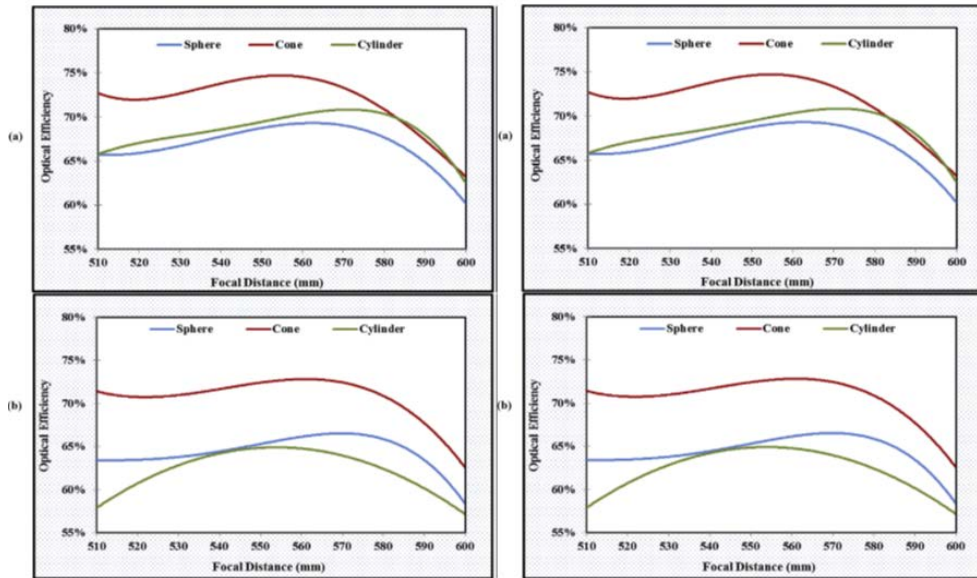 (a)
Optical Efficiency
80%
75%
70%
65%
60%
55%
Sphere Cone Cylinder
510 520 530 540 550 560 570 580 590 600
Focal Distance (mm)
(a)
Optical Efficiency
80%
75%
70%
65%
60%
55%
Sphere Cone Cylinder
510 520 530 540 550 560 570 580 590 600
Focal Distance (mm)
(b)
Optical Efficiency
80%
75%
70%
65%
60%
55%
Sphere Cone Cylinder
510 520 530 540 550 560 570 580 590 600
Focal Distance (mm)
(b)
Optical Efficiency
80%
75%
70%
65%
60%
55%
Sphere Cone Cylinder
510 520 530 540 550 560 570 580 590 600
Focal Distance (mm)